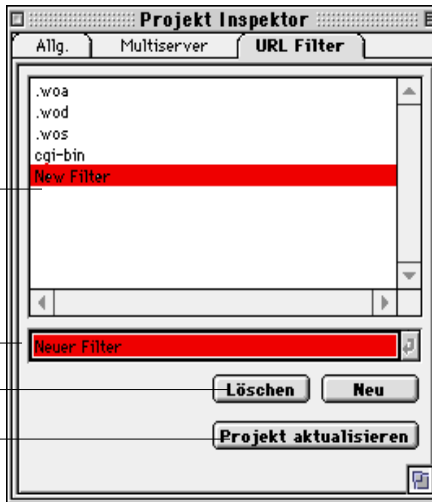 Projekt Inspektor
Allg. Multiserver URL Filter
.woa
.wod
.wos
cgi-bin
New Filter
Neuer Filter
Löschen Neu
Projekt aktualisieren